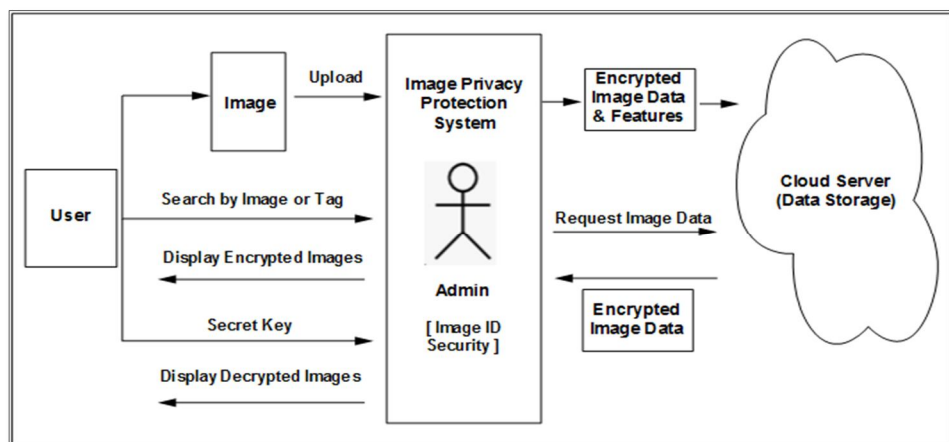 User
Image
Upload
Search by Image or Tag
Display Encrypted Images
Secret Key
Display Decrypted Images
Image Privacy
Protection
System
Admin
[ Image ID
Security ]
Encrypted
Image Data
& Features
Request Image Data
Encrypted
Image Data
Cloud Server
(Data Storage)